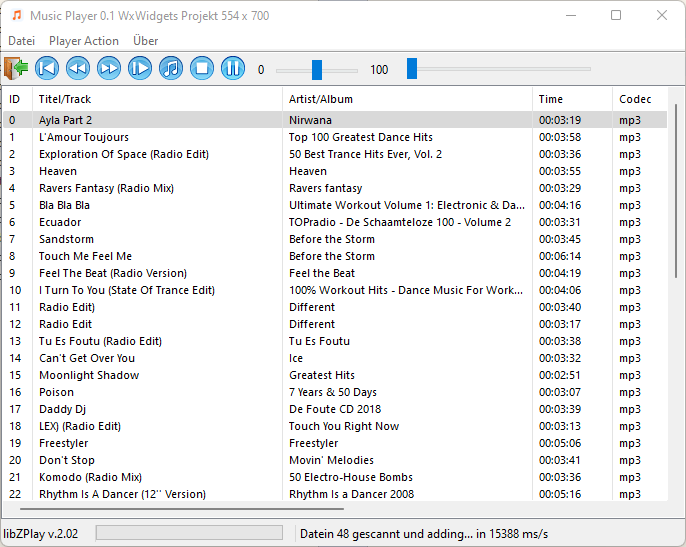 Music Player 0.1 WxWidgets Projekt 554 x 700
Datei Player Action Über
0 100
ID Titel/Track Artist/Album Time Codec
0 Ayla Part 2 Nirwana 00:03:19 mp3
1 L'Amour Toujours Top 100 Greatest Dance Hits 00:03:58 mp3
2 Exploration Of Space (Radio Edit) 50 Best Trance Hits Ever, Vol. 2 00:03:36 mp3
3 Heaven Heaven 00:03:55 mp3
4 Ravers Fantasy (Radio Mix) Ravers fantasy 00:03:29 mp3
5 Bla Bla Bla Ultimate Workout Volume 1: Electronic & Da... 00:04:16 mp3
6 Ecuador TOPradio - De Schaamteloze 100 - Volume 2 00:03:31 mp3
7 Sandstorm Before the Storm 00:03:45 mp3
8 Touch Me Feel Me Before the Storm 00:06:14 mp3
9 Feel The Beat (Radio Version) Feel the Beat 00:04:19 mp3
10 I Turn To You (State Of Trance Edit) 100% Workout Hits - Dance Music For Work... 00:04:06 mp3
11 Radio Edit) Different 00:03:40 mp3
12 Radio Edit Different 00:03:17 mp3
13 Tu Es Foutu (Radio Edit) Tu Es Foutu 00:03:38 mp3
14 Can't Get Over You Ice 00:03:32 mp3
15 Moonlight Shadow Greatest Hits 00:02:51 mp3
16 Poison 7 Years & 50 Days 00:03:07 mp3
17 Daddy Dj De Foute CD 2018 00:03:39 mp3
18 LEX) (Radio Edit) Touch You Right Now 00:03:13 mp3
19 Freestyler Freestyler 00:05:06 mp3
20 Don't Stop Movin' Melodies 00:03:41 mp3
21 Komodo (Radio Mix) 50 Electro-House Bombs 00:03:36 mp3
22 Rhythm Is A Dancer (12'' Version) Rhythm Is a Dancer 2008 00:05:16 mp3
libZPlay v.2.02 Datein 48 gescannt und adding... in 15388 ms/s